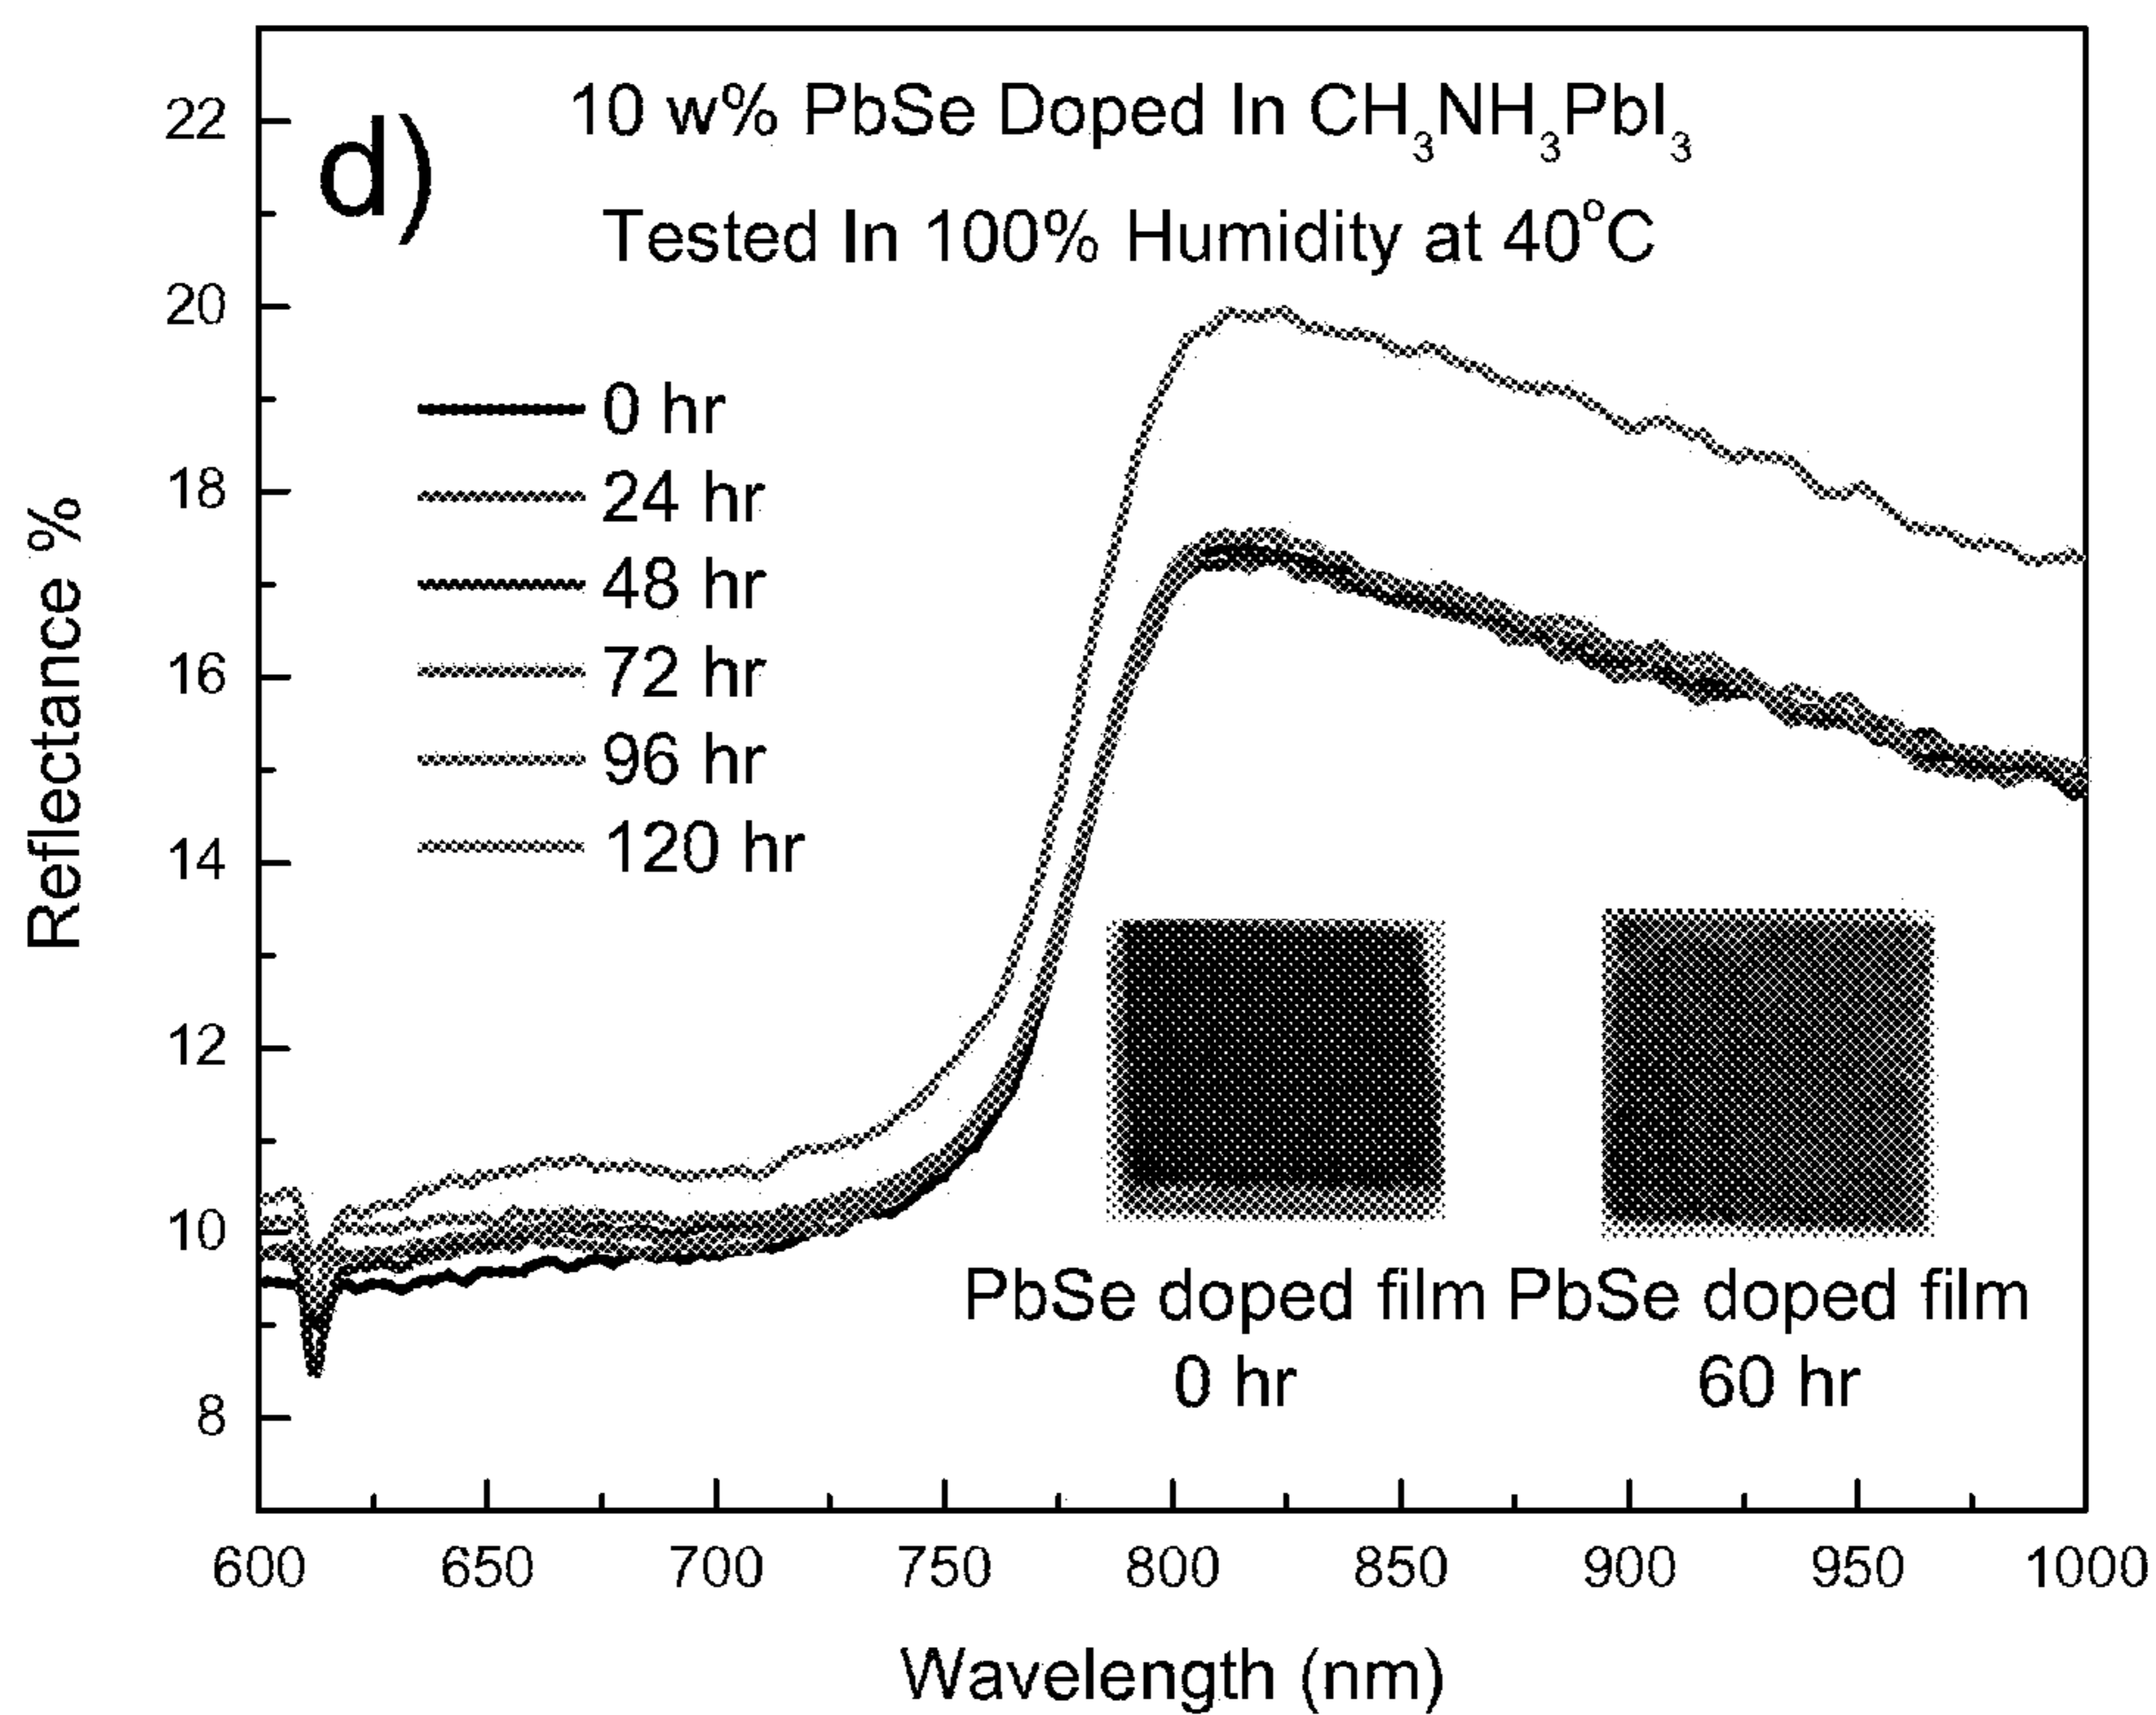 d)
10 w% PbSe Doped In CH₃NH₃PbI₃
Tested In 100% Humidity at 40°C
0 hr
24 hr
48 hr
72 hr
96 hr
120 hr
Reflectance %
22
20
18
16
14
12
10
8
PbSe doped film
0 hr
PbSe doped film
60 hr
600 650 700 750 800 850 900 950 1000
Wavelength (nm)